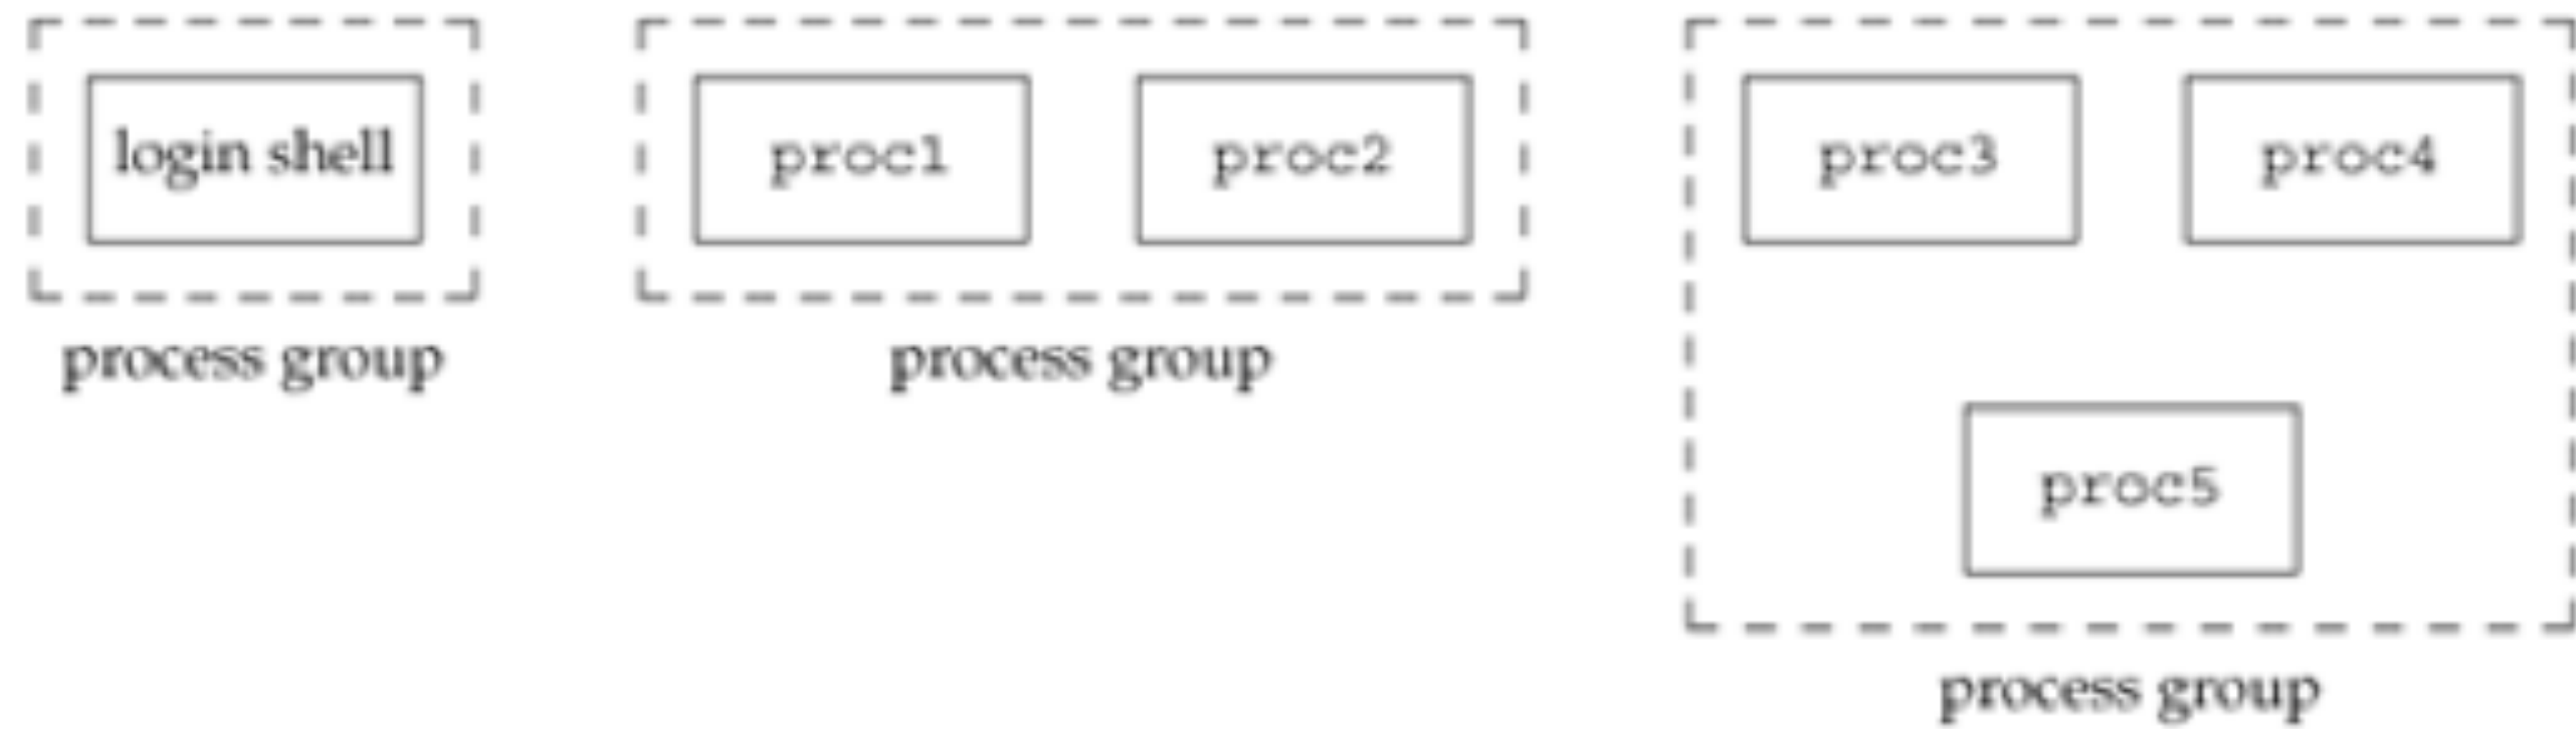 login shell
proc1
proc2
proc3
proc4
process group
process group
proc5
process group